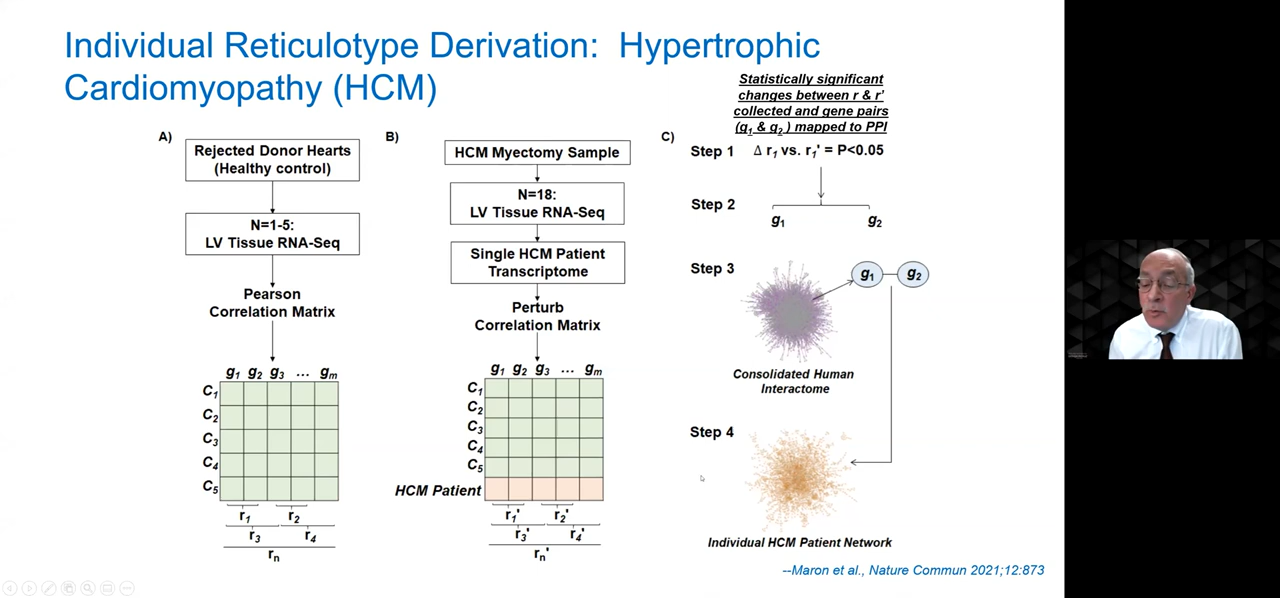 Individual Reticulotype Derivation: Hypertrophic
Cardiomyopathy (HCM)
A)
Rejected Donor Hearts
(Healthy control)
N=1-5:
LV Tissue RNA-Seq
Pearson
Correlation Matrix
g1 g2 g3 ... gm
C1
C2
C3
C4
C5
r1 r2
r3 r4
rn
B)
HCM Myectomy Sample
N=18:
LV Tissue RNA-Seq
Single HCM Patient
Transcriptome
Perturb
Correlation Matrix
g1 g2 g3 ... gm
C1
C2
C3
C4
C5
HCM Patient
r1' r2'
r3' r4'
rn'
C)
Statistically significant
changes between r & r'
collected and gene pairs
(g1 & g2 ) mapped to PPI
Step 1 Δ r1 vs. r1' = P<0.05
Step 2
g1 g2
Step 3
g1 g2
Consolidated Human
Interactome
Step 4
Individual HCM Patient Network
--Maron et al., Nature Commun 2021;12:873